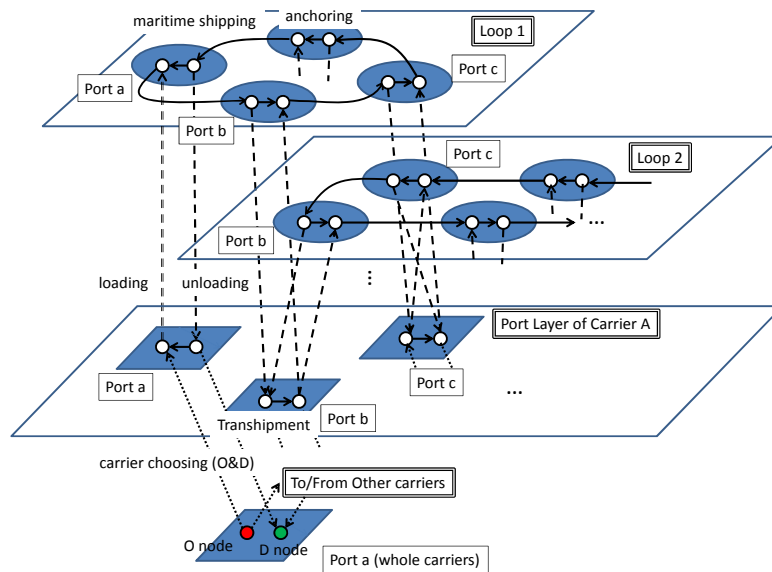 maritime shipping
anchoring
Loop 1
Port a
Port c
Port b
Port c
Loop 2
Port b
...
...
loading
unloading
Port Layer of Carrier A
Port a
Port c
...
Transhipment
Port b
carrier choosing (O&D)
To/From Other carriers
O node
D node
Port a (whole carriers)